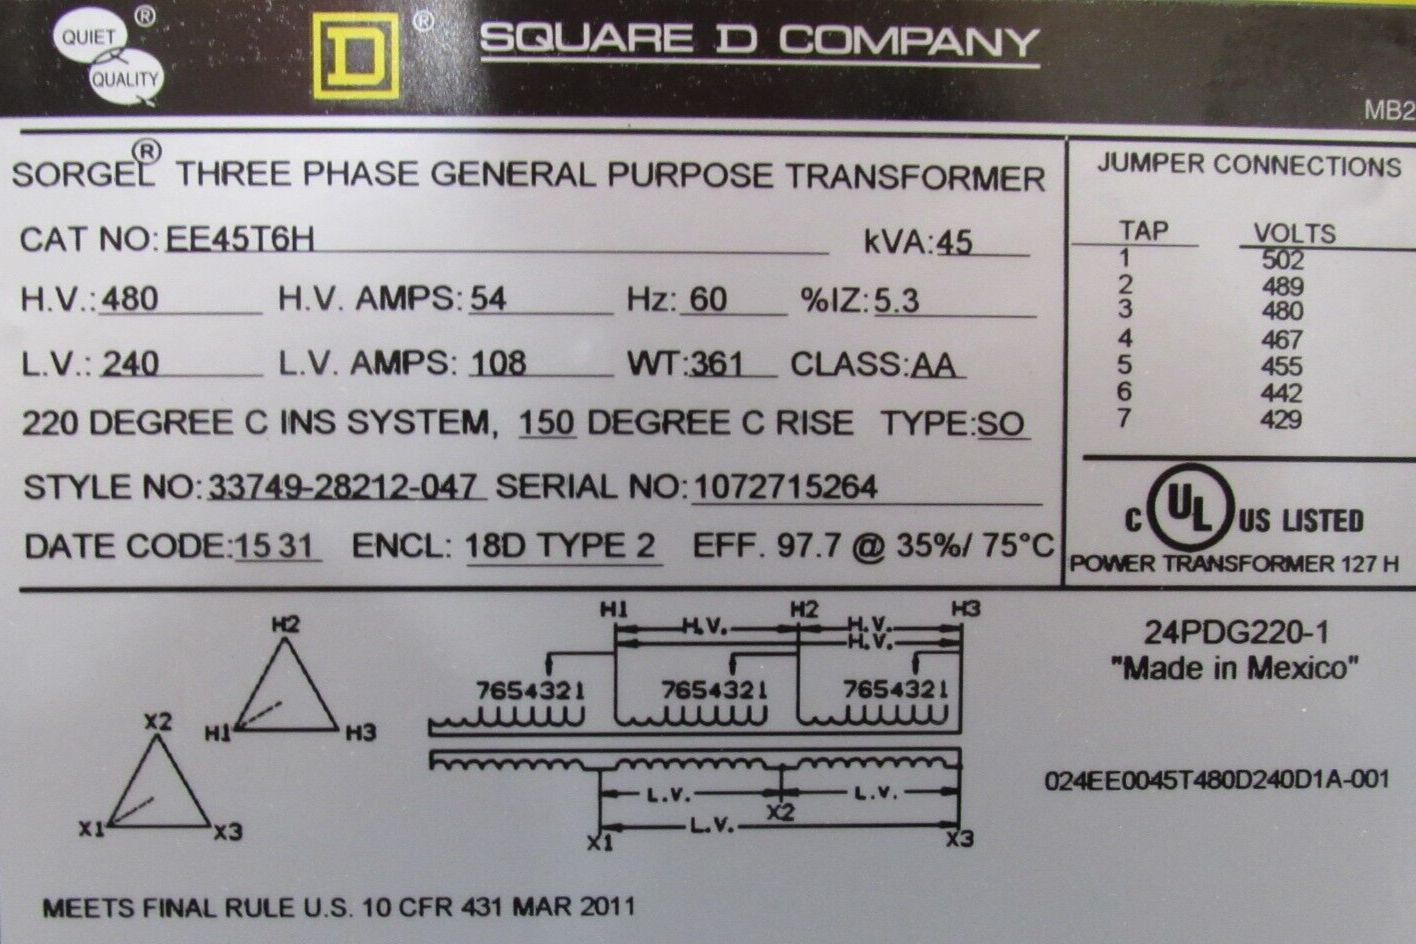 QUIET ®
& QUALITY
D ®
SQUARE D COMPANY
MB2
SORGEL® THREE PHASE GENERAL PURPOSE TRANSFORMER
CAT NO: EE45T6H kVA: 45
H.V.: 480 H.V. AMPS: 54 Hz: 60 %IZ: 5.3
L.V.: 240 L.V. AMPS: 108 WT: 361 CLASS: AA
220 DEGREE C INS SYSTEM, 150 DEGREE C RISE TYPE: SO
STYLE NO: 33749-28212-047 SERIAL NO: 1072715264
DATE CODE: 15 31 ENCL: 18D TYPE 2 EFF. 97.7 @ 35%/ 75°C
JUMPER CONNECTIONS
TAP VOLTS
1 502
2 489
3 480
4 467
5 455
6 442
7 429
C UL US LISTED
POWER TRANSFORMER 127 H
H2
H1 H3
X2
X1 X3
H1 H2 H3
H.V. H.V.
H.V.
7654321 7654321 7654321
L.V. L.V.
X2
L.V.
X1 X3
24PDG220-1
"Made in Mexico"
024EE0045T480D240D1A-001
MEETS FINAL RULE U.S. 10 CFR 431 MAR 2011